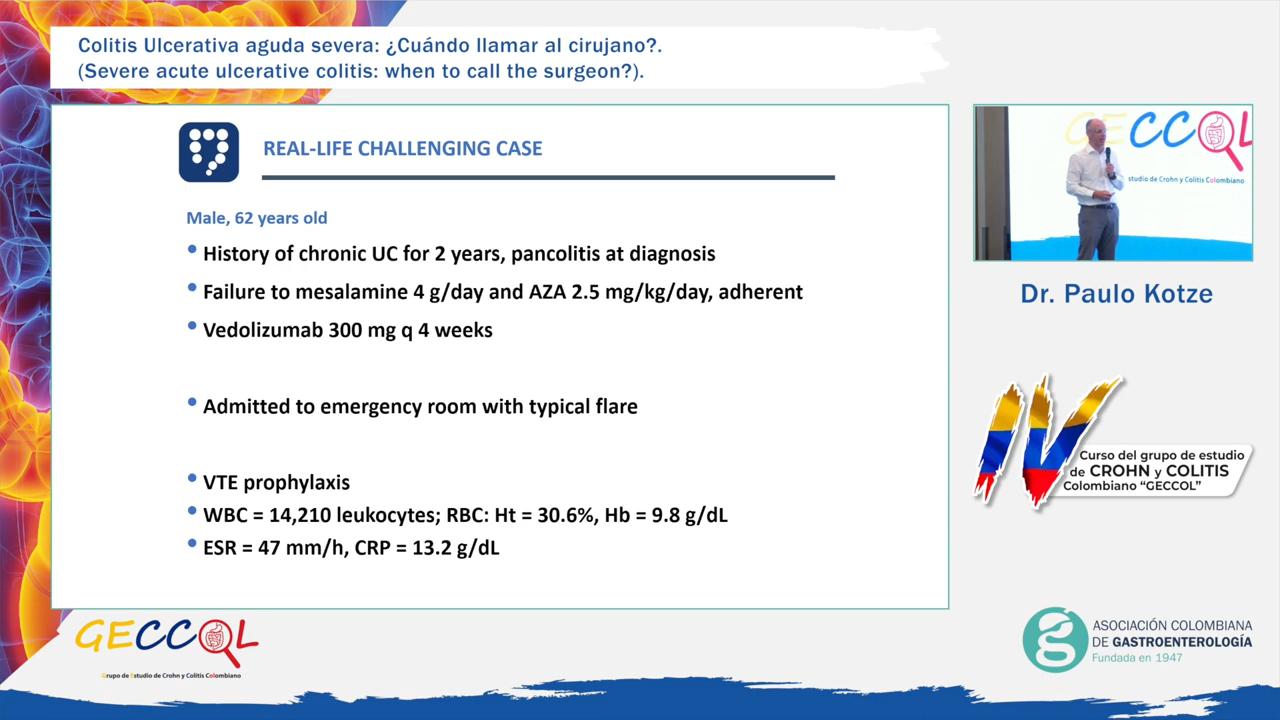 Colitis Ulcerativa aguda severa: ¿Cuándo llamar al cirujano?.
(Severe acute ulcerative colitis: when to call the surgeon?).
REAL-LIFE CHALLENGING CASE
Male, 62 years old
• History of chronic UC for 2 years, pancolitis at diagnosis
• Failure to mesalamine 4 g/day and AZA 2.5 mg/kg/day, adherent
• Vedolizumab 300 mg q 4 weeks
• Admitted to emergency room with typical flare
• VTE prophylaxis
• WBC = 14,210 leukocytes; RBC: Ht = 30.6%, Hb = 9.8 g/dL
• ESR = 47 mm/h, CRP = 13.2 g/dL
GECCOL
studio de Crohn y Colitis Colombiano
Dr. Paulo Kotze
IV
Curso del grupo de estudio
de CROHN y COLITIS
Colombiano “GECCOL”
GECCOL
Grupo de Estudio de Crohn y Colitis Colombiano
ASOCIACIÓN COLOMBIANA
DE GASTROENTEROLOGÍA
Fundada en 1947